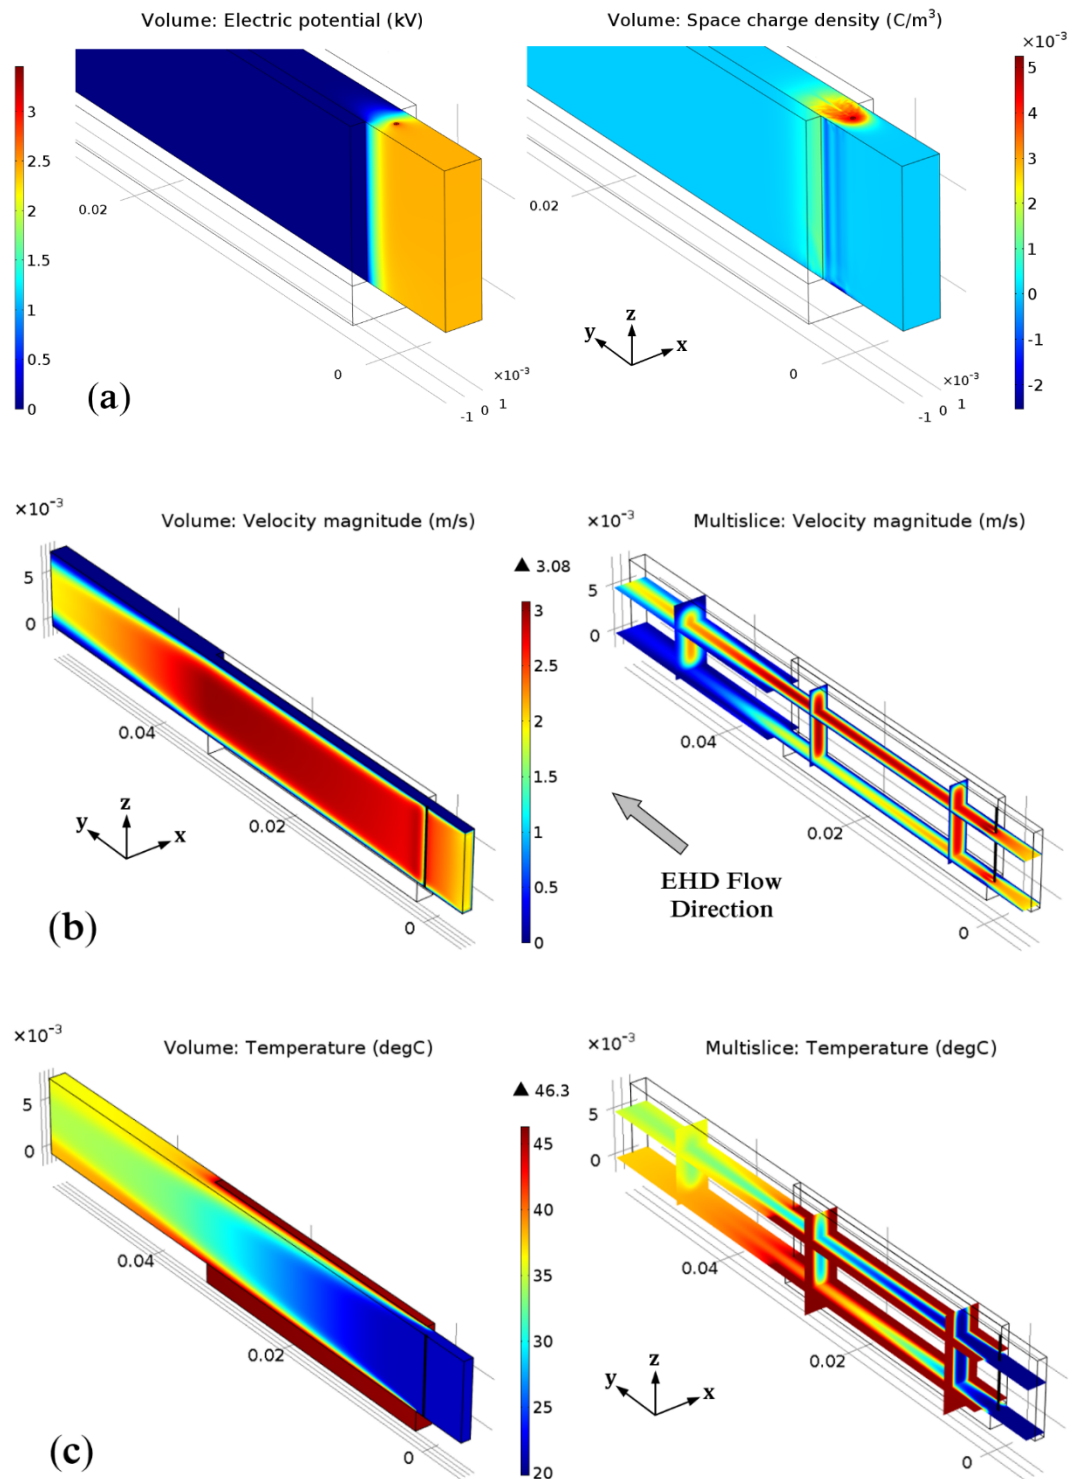 Volume: Electric potential (kV)
Volume: Space charge density (C/m³)
×10⁻³
3
2.5
2
1.5
1
0.5
0
0.02
0
×10⁻³
-1 0 1
0.02
0
×10⁻³
-1 0 1
z
y
x
5
4
3
2
1
0
-1
-2
(a)
×10⁻³
Volume: Velocity magnitude (m/s)
5
0
0.04
0.02
0
z
y
x
▲ 3.08
3
2.5
2
1.5
1
0.5
0
×10⁻³
Multislice: Velocity magnitude (m/s)
5
0
0.04
0.02
0
EHD Flow
Direction
(b)
×10⁻³
Volume: Temperature (degC)
5
0
0.04
0.02
0
z
y
x
▲ 46.3
45
40
35
30
25
20
×10⁻³
Multislice: Temperature (degC)
5
0
0.04
0.02
0
(c)